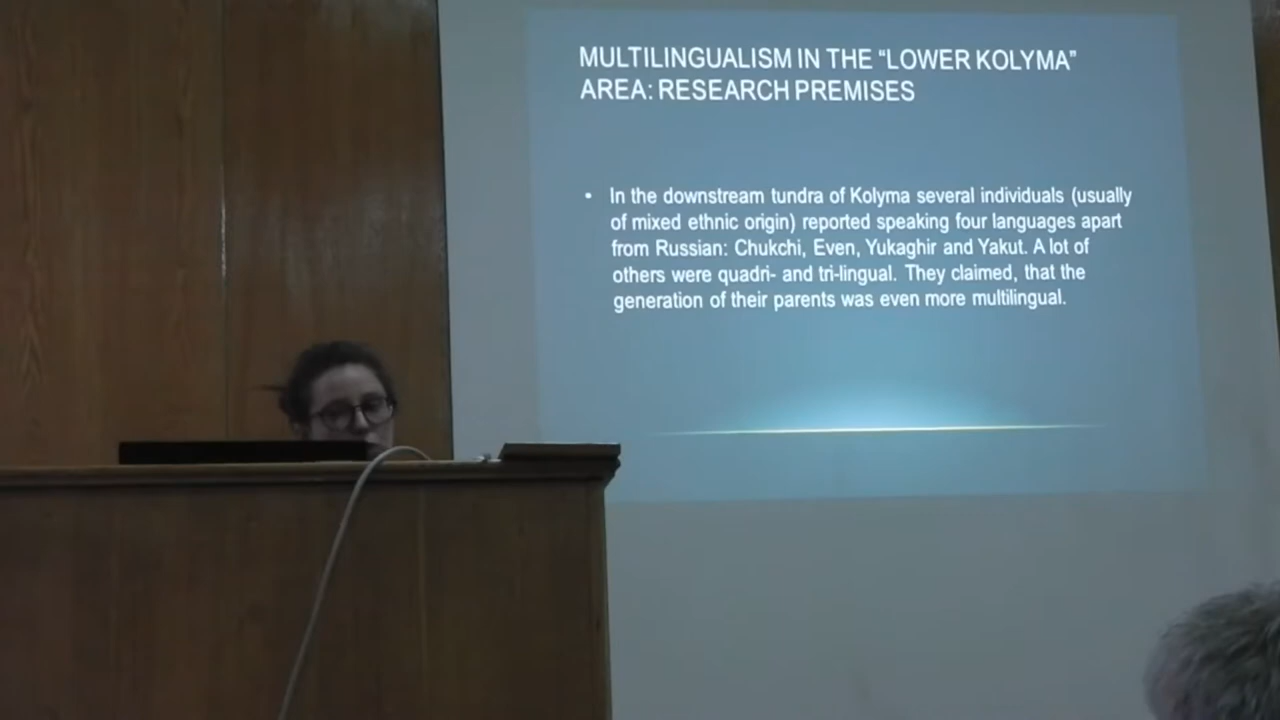 MULTILINGUALISM IN THE “LOWER KOLYMA”
AREA: RESEARCH PREMISES
• In the downstream tundra of Kolyma several individuals (usually
of mixed ethnic origin) reported speaking four languages apart
from Russian: Chukchi, Even, Yukaghir and Yakut. A lot of
others were quadri- and tri-lingual. They claimed, that the
generation of their parents was even more multilingual.